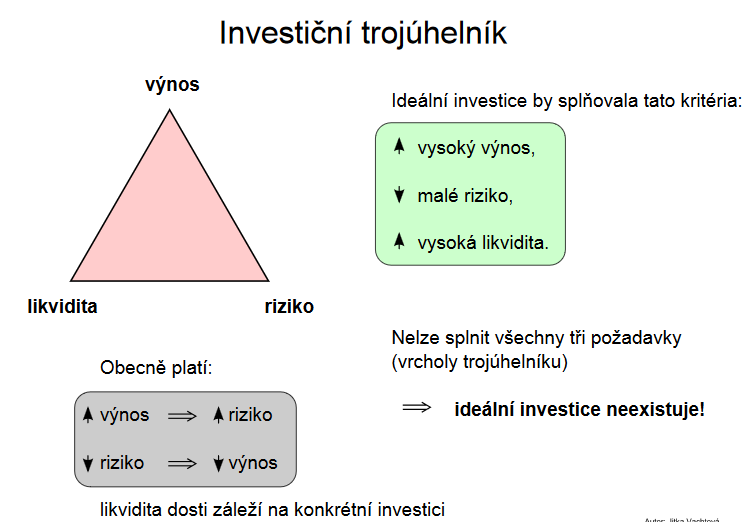 Investiční trojúhelník
výnos
likvidita
riziko
Ideální investice by splňovala tato kritéria:
vysoký výnos,
malé riziko,
vysoká likvidita.
Nelze splnit všechny tři požadavky
(vrcholy trojúhelníku)
⇒ ideální investice neexistuje!
Obecně platí:
výnos ⇒ riziko
riziko ⇒ výnos
likvidita dosti záleží na konkrétní investici